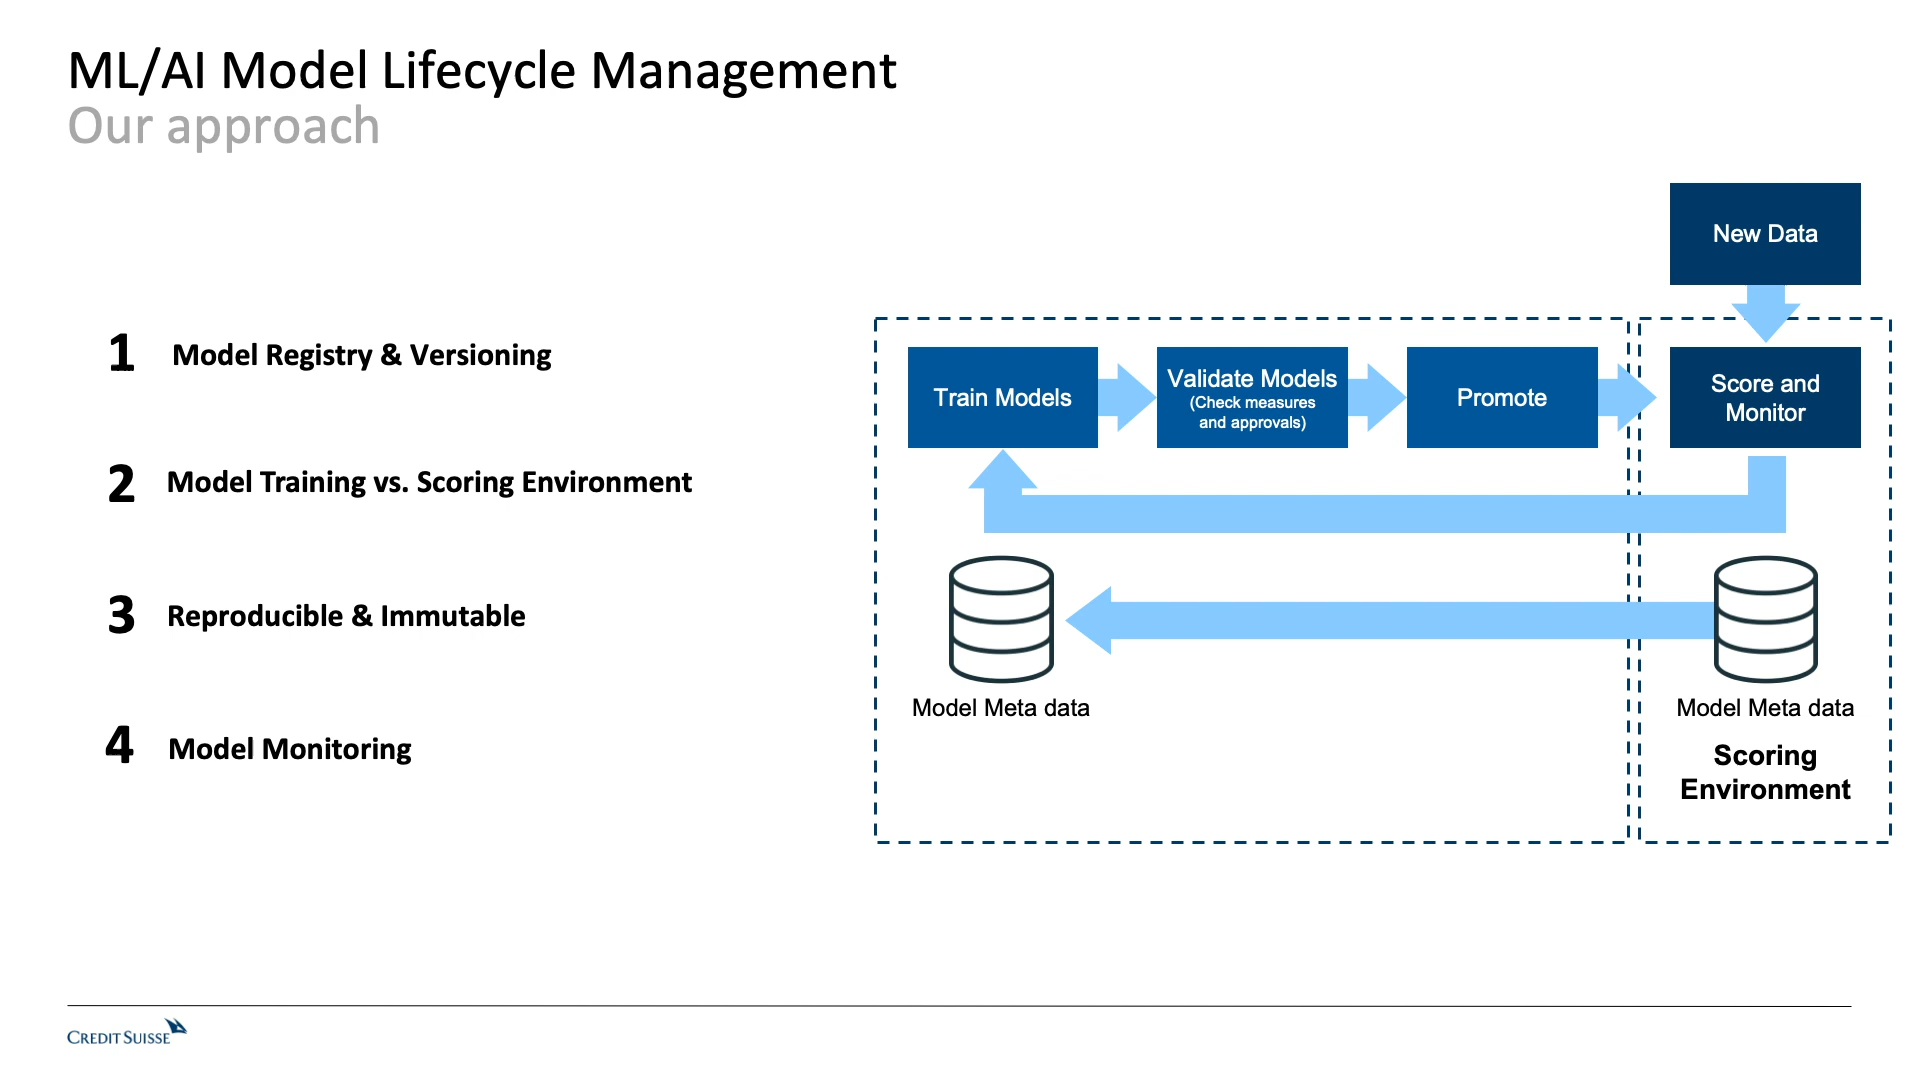 ML/AI Model Lifecycle Management
Our approach
1 Model Registry & Versioning
2 Model Training vs. Scoring Environment
3 Reproducible & Immutable
4 Model Monitoring
New Data
Train Models
Validate Models
(Check measures
and approvals)
Promote
Score and
Monitor
Model Meta data
Model Meta data
Scoring
Environment
CREDIT SUISSE